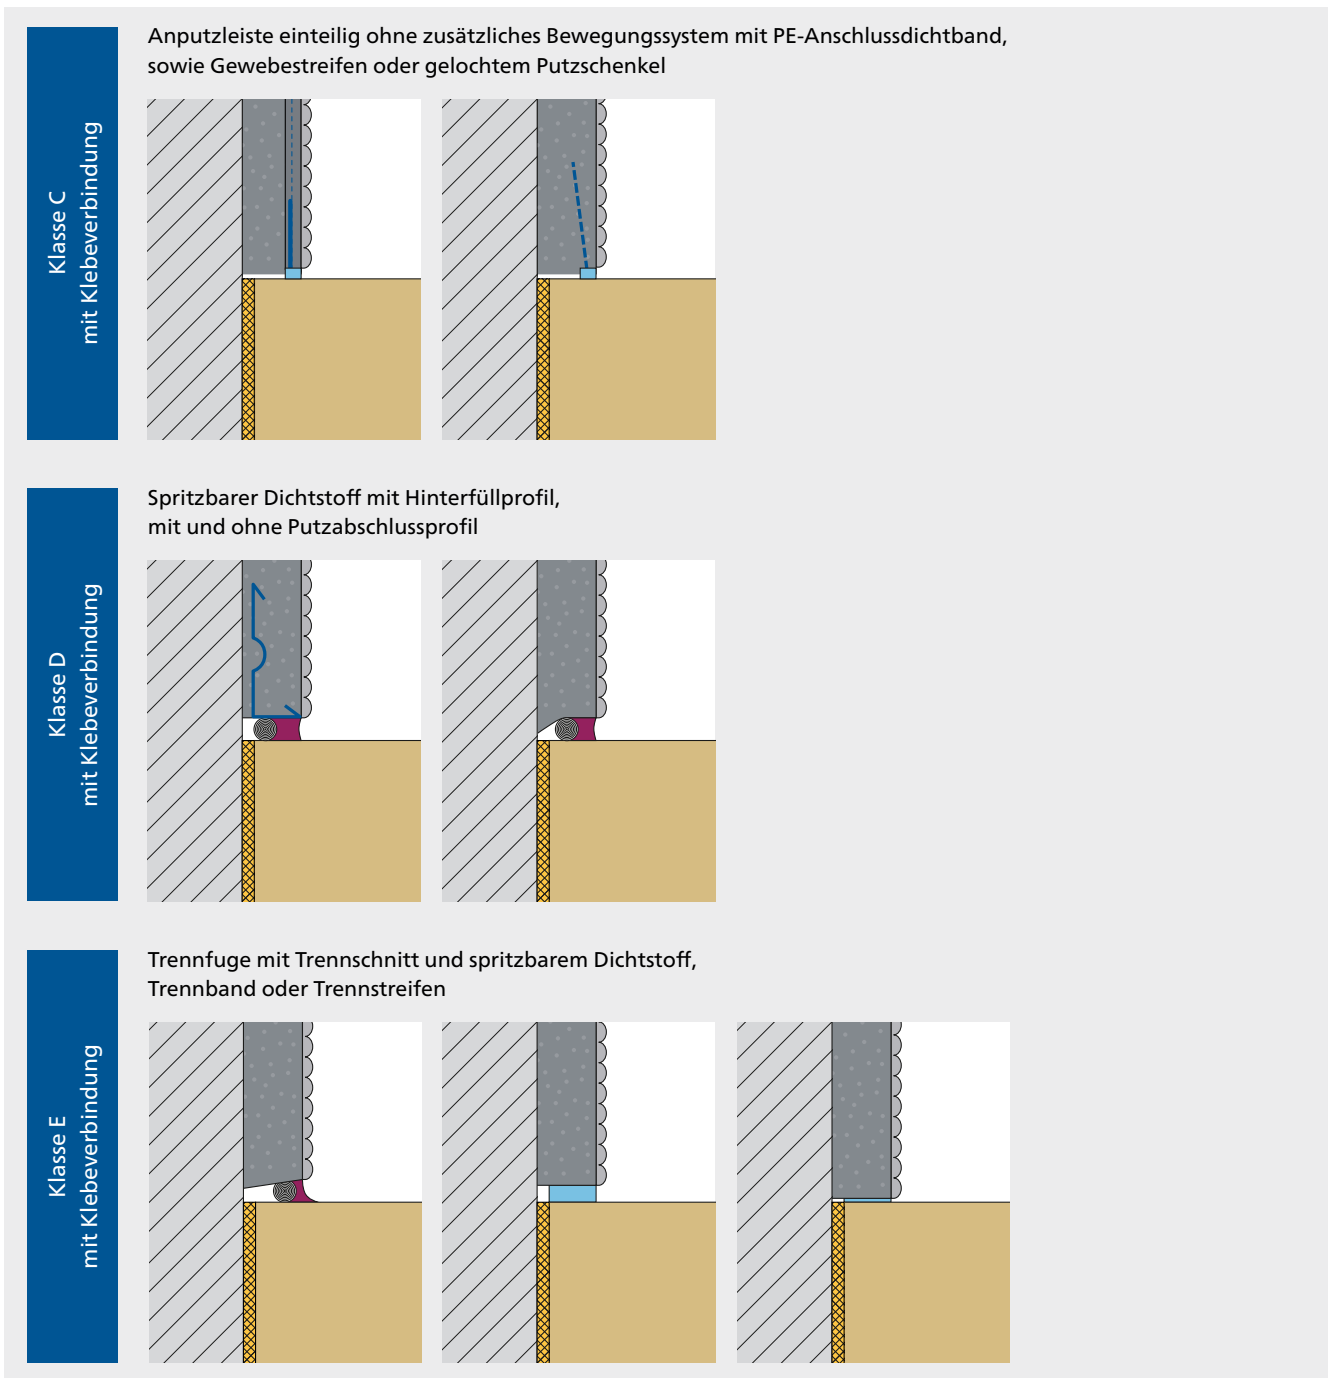 Klasse C
mit Klebeverbindung
Anputzleiste einteilig ohne zusätzliches Bewegungssystem mit PE-Anschlussdichtband,
sowie Gewebestreifen oder gelochtem Putzschenkel
Klasse D
mit Klebeverbindung
Spritzbarer Dichtstoff mit Hinterfüllprofil,
mit und ohne Putzabschlussprofil
Klasse E
mit Klebeverbindung
Trennfuge mit Trennschnitt und spritzbarem Dichtstoff,
Trennband oder Trennstreifen